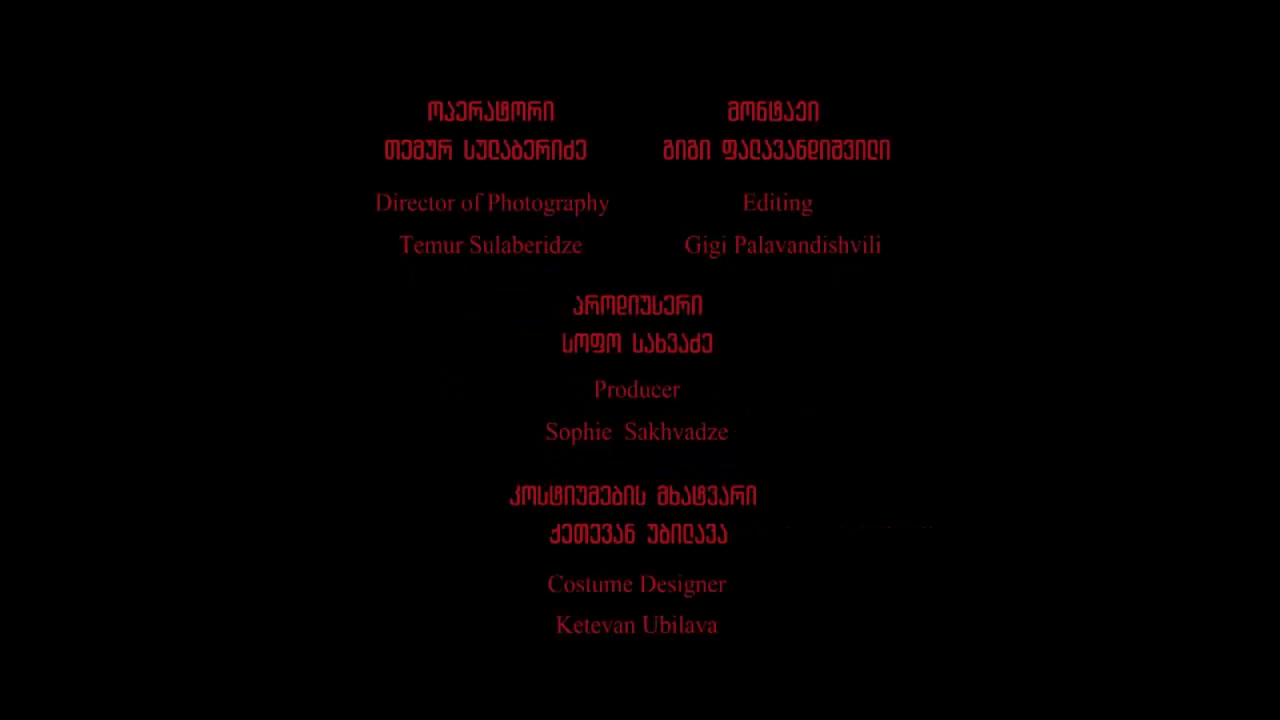 ოპერატორი
თემურ სულაბერიძე
Director of Photography
Temur Sulaberidze
მონტაჟი
გიგი ფალავანდიშვილი
Editing
Gigi Palavandishvili
პროდიუსერი
სოფო სახვაძე
Producer
Sophie Sakhvadze
კოსტიუმების მხატვარი
ქეთევან უბილავა
Costume Designer
Ketevan Ubilava